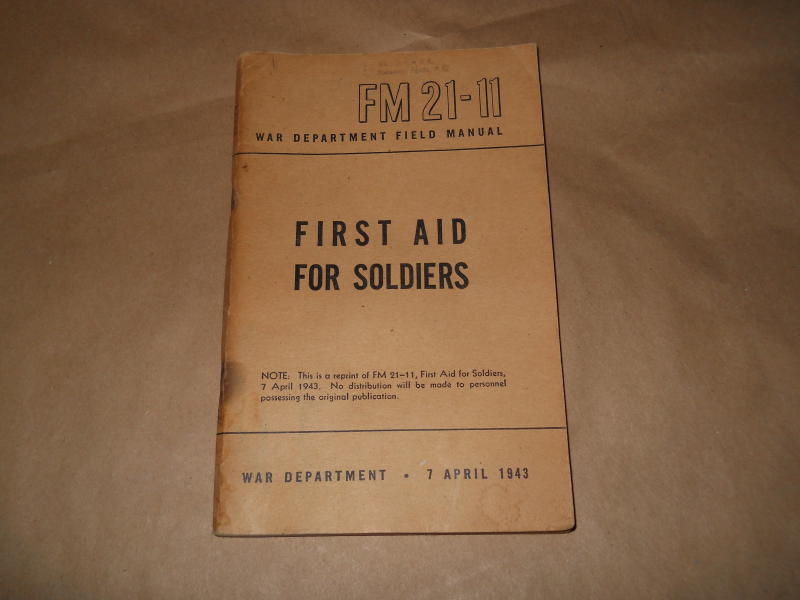 FM 21-11
WAR DEPARTMENT FIELD MANUAL
FIRST AID
FOR SOLDIERS
NOTE: This is a reprint of FM 21-11, First Aid for Soldiers,
7 April 1943. No distribution will be made to personnel
possessing the original publication.
WAR DEPARTMENT • 7 APRIL 1943